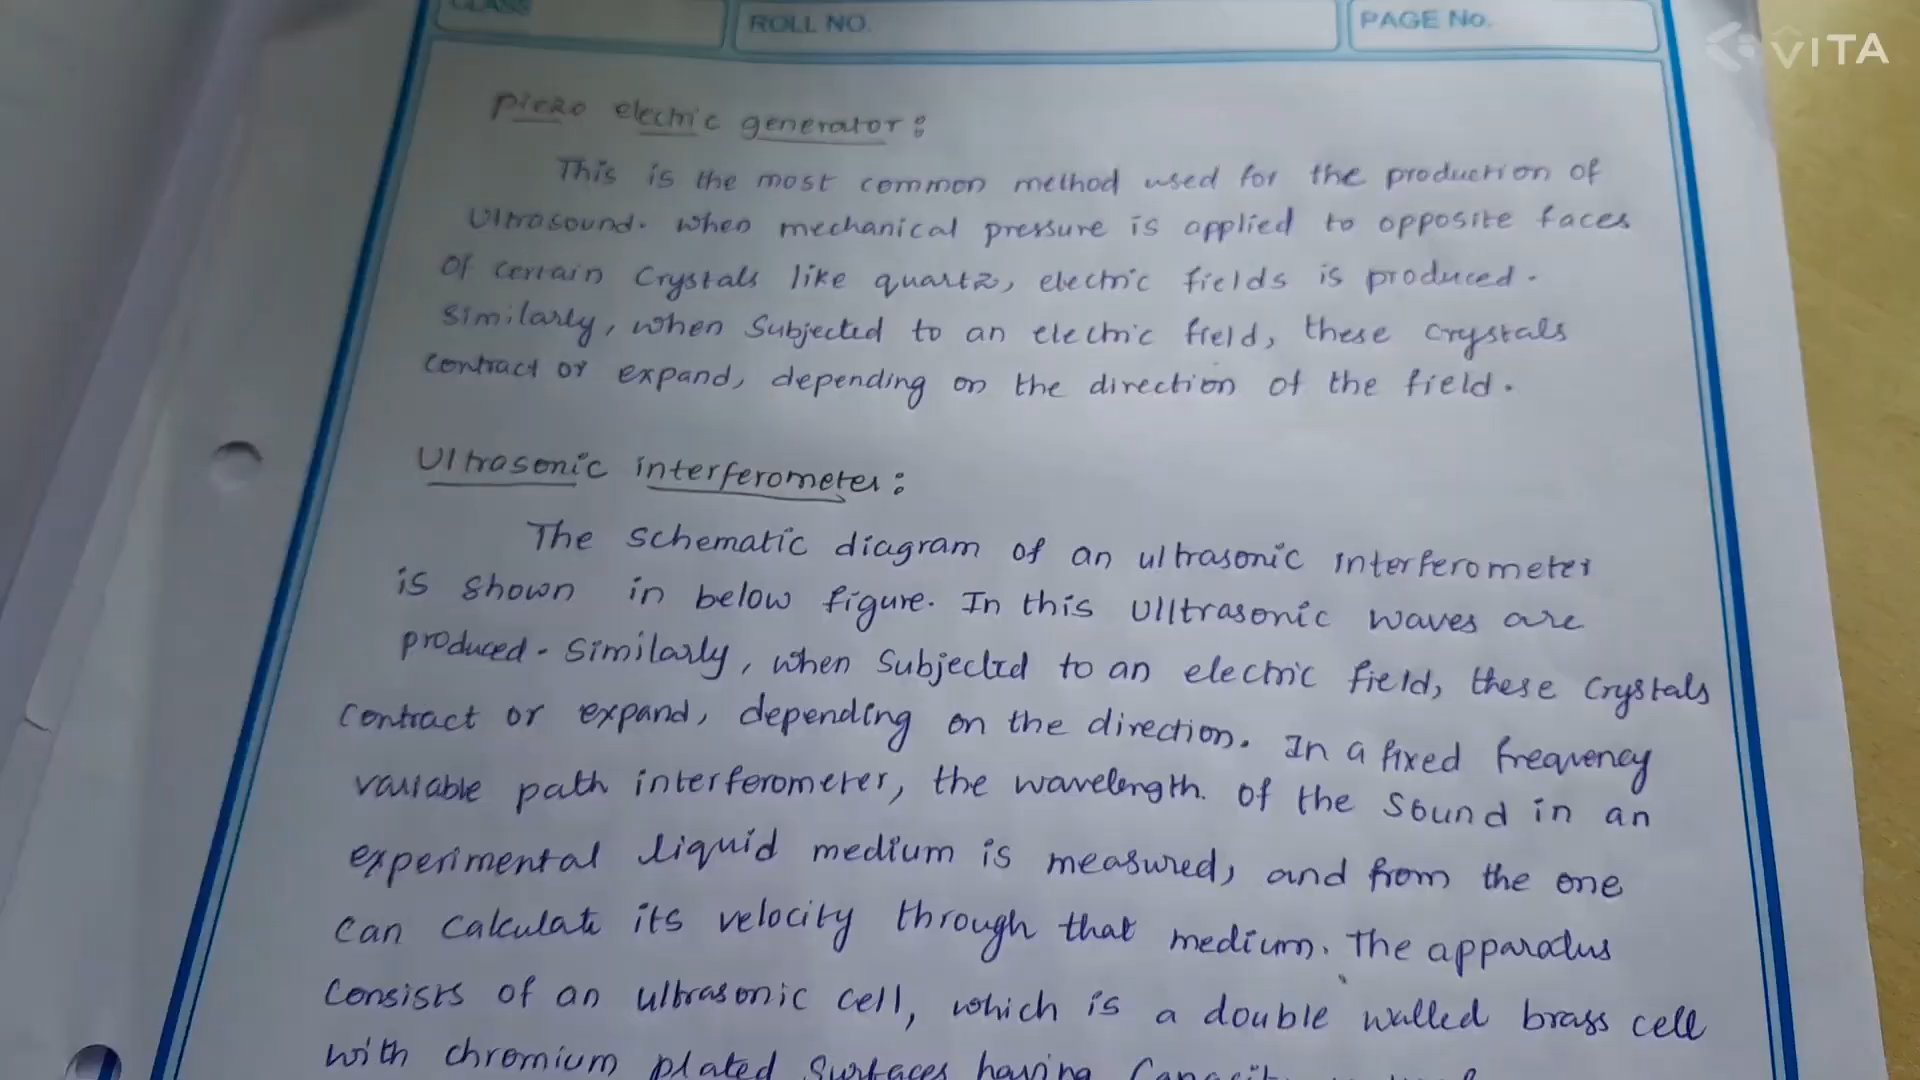 CLASS
ROLL NO.
PAGE No.
VITA
Piezo electric generator:
This is the most common method used for the production of
Ultrasound. When mechanical pressure is applied to opposite faces
of certain crystals like quartz, electric fields is produced.
Similarly, when Subjected to an electric field, these crystals
contract or expand, depending on the direction of the field.
Ultrasonic interferometer:
The Schematic diagram of an ultrasonic interferometer
is shown in below figure. In this Ulltrasonic waves are
produced. Similarly, when Subjected to an electric field, these crystals
contract or expand, depending on the direction. In a fixed frequency
variable path interferometer, the wavelength. of the Sound in an
experimental liquid medium is measured, and from the one
can calculate its velocity through that medium. The apparatus
Consists of an ultrasonic cell, which is a double walled brass cell
with chromium plated Surfaces having